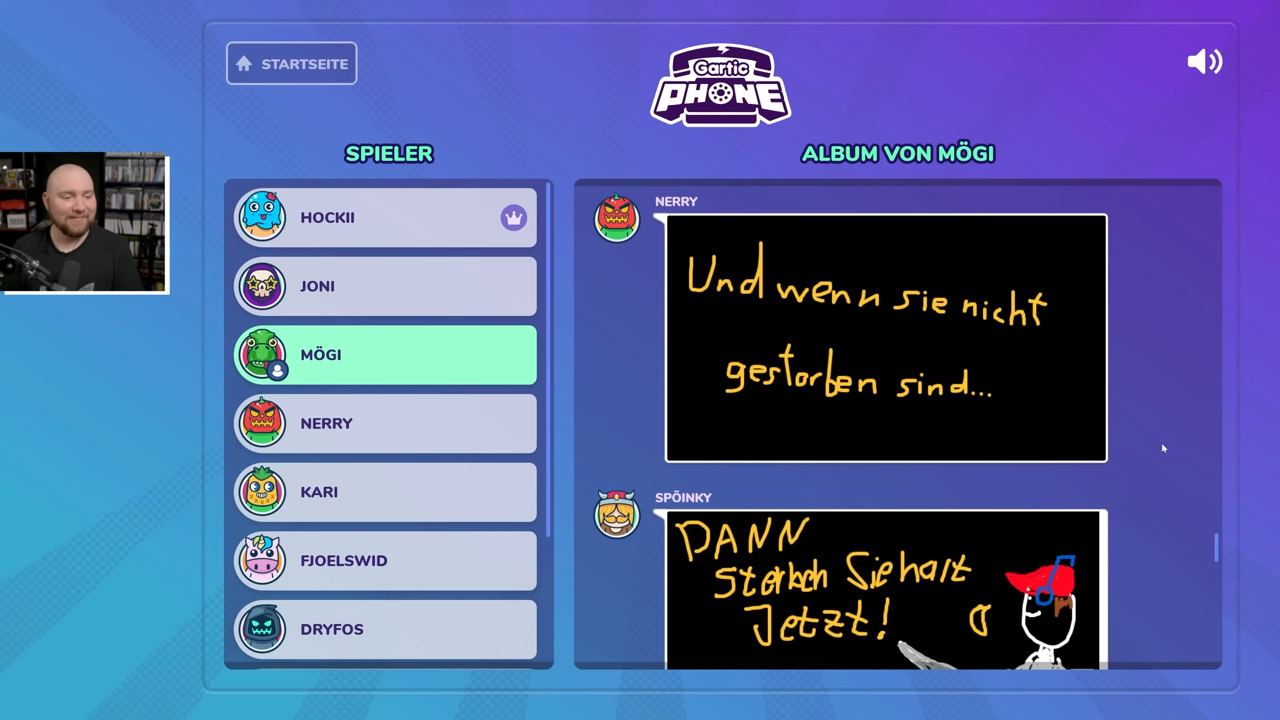 STARTSEITE
Gartic
PHONE
SPIELER
ALBUM VON MÖGI
HOCKII
JONI
MÖGI
NERRY
KARI
FJOELSWID
DRYFOS
NERRY
Und wenn sie nicht
gestorben sind...
SPÖINKY
DANN
Sterben Sie halt
Jetzt!